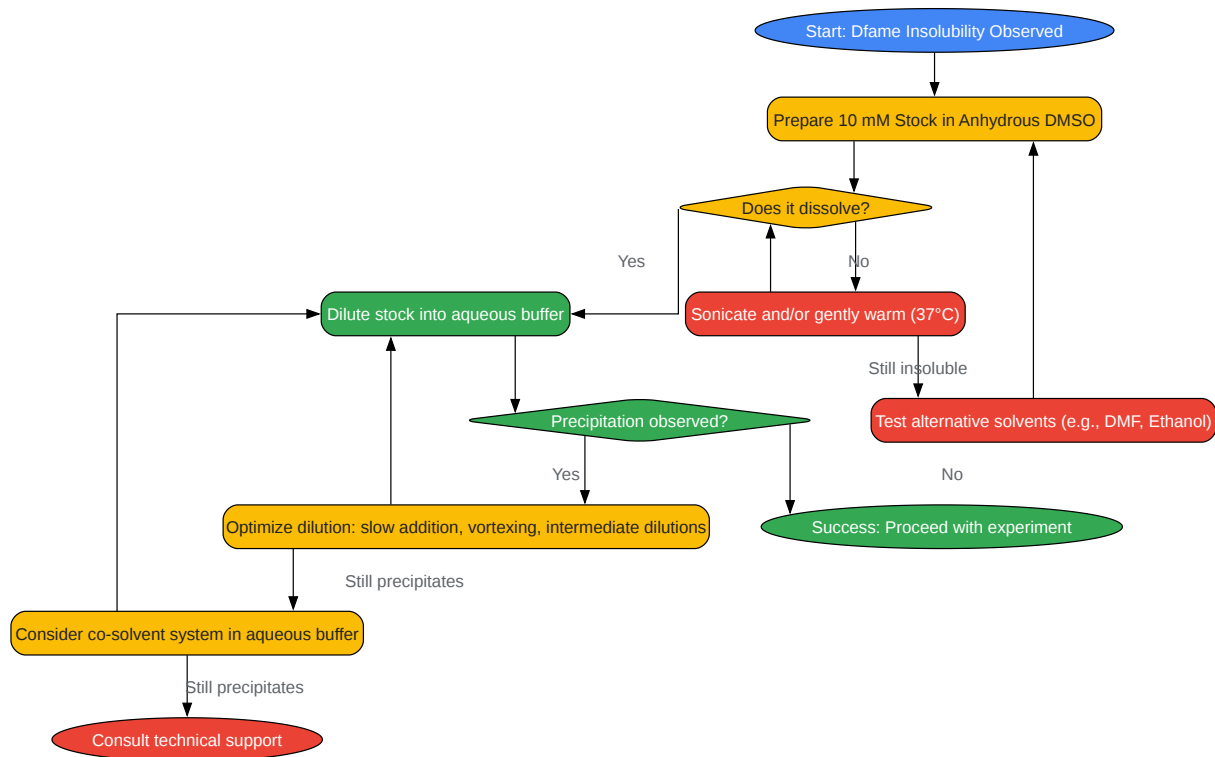 Start: Dfame Insolubility Observed
Prepare 10 mM Stock in Anhydrous DMSO
Does it dissolve?
Yes
No
Dilute stock into aqueous buffer
Sonicate and/or gently warm (37°C)
Still insoluble
Precipitation observed?
Test alternative solvents (e.g., DMF, Ethanol)
Yes
No
Optimize dilution: slow addition, vortexing, intermediate dilutions
Success: Proceed with experiment
Still precipitates
Consider co-solvent system in aqueous buffer
Still precipitates
Consult technical support